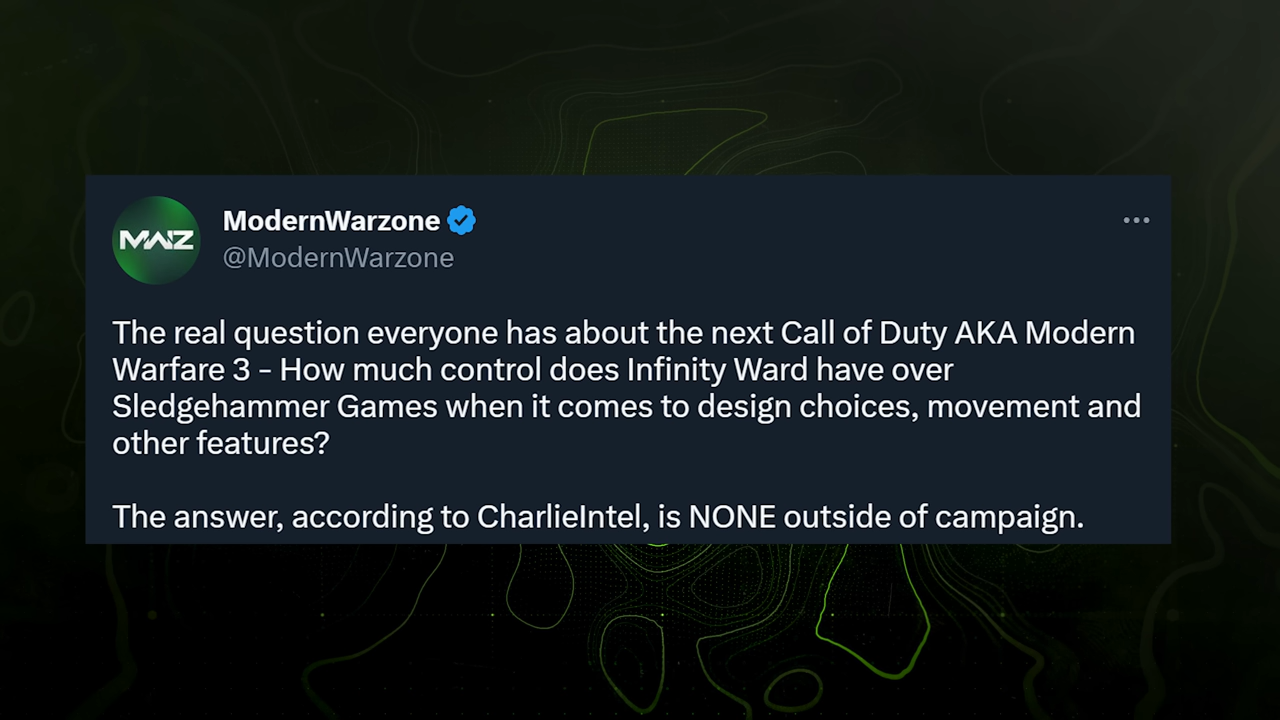 MWZ
ModernWarzone
@ModernWarzone
The real question everyone has about the next Call of Duty AKA Modern
Warfare 3 - How much control does Infinity Ward have over
Sledgehammer Games when it comes to design choices, movement and
other features?
The answer, according to CharlieIntel, is NONE outside of campaign.